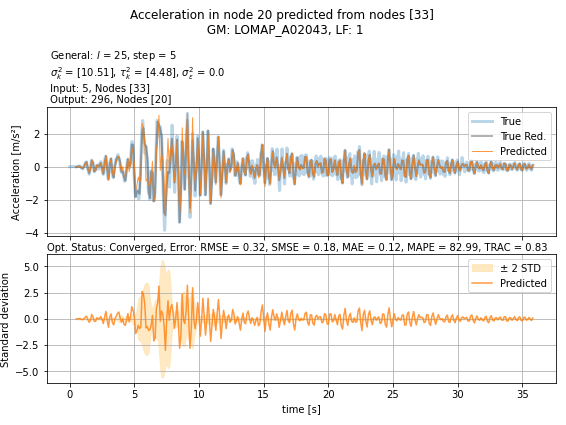 Acceleration in node 20 predicted from nodes [33]
GM: LOMAP_A02043, LF: 1
General: l = 25, step = 5
σ²ₖ = [10.51], τ²ₖ = [4.48], σ²ε = 0.0
Input: 5, Nodes [33]
Output: 296, Nodes [20]
Acceleration [m/s²]
2
0
−2
−4
True
True Red.
Predicted
Opt. Status: Converged, Error: RMSE = 0.32, SMSE = 0.18, MAE = 0.12, MAPE = 82.99, TRAC = 0.83
Standard deviation
5.0
2.5
0.0
−2.5
−5.0
± 2 STD
Predicted
0 5 10 15 20 25 30 35
time [s]